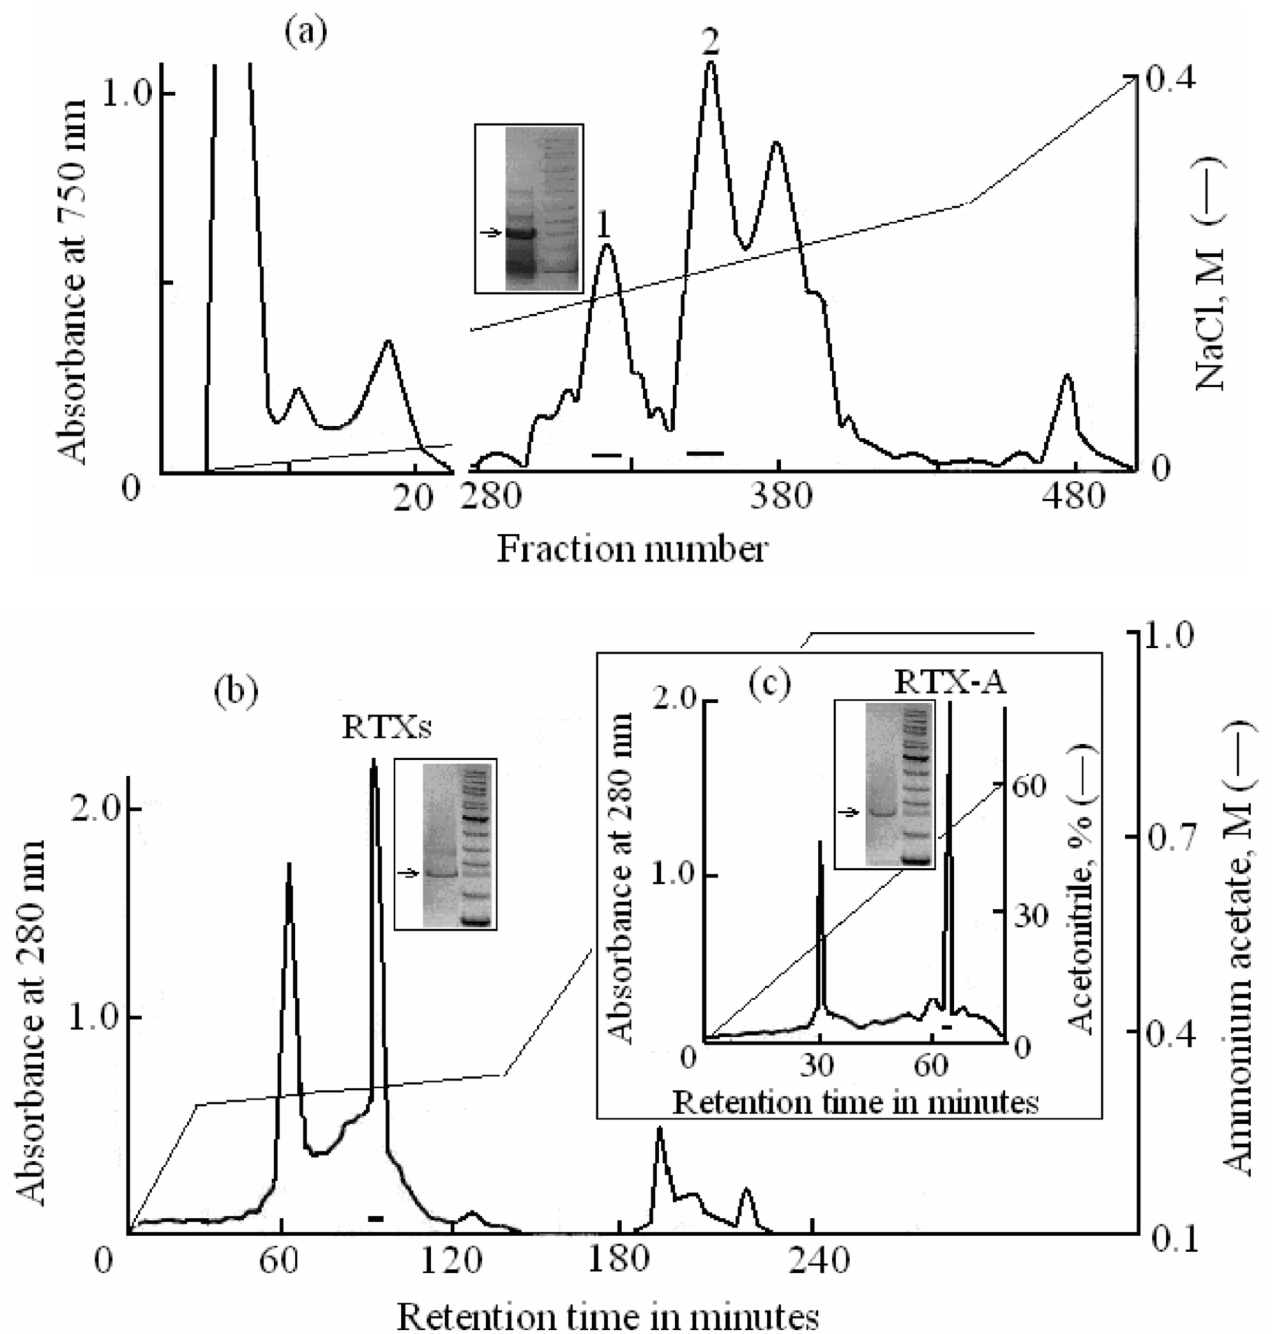 (a)
1.0
0
Absorbance at 750 nm
1
2
0.4
0
NaCl, M (—)
20
280
380
480
Fraction number
(b)
RTXs
2.0
1.0
0
Absorbance at 280 nm
60
120
180
240
Retention time in minutes
1.0
0.7
0.4
0.1
Ammonium acetate, M (—)
(c)
RTX-A
2.0
1.0
0
Absorbance at 280 nm
30
60
Retention time in minutes
60
30
0
Acetonitrile, % (—)